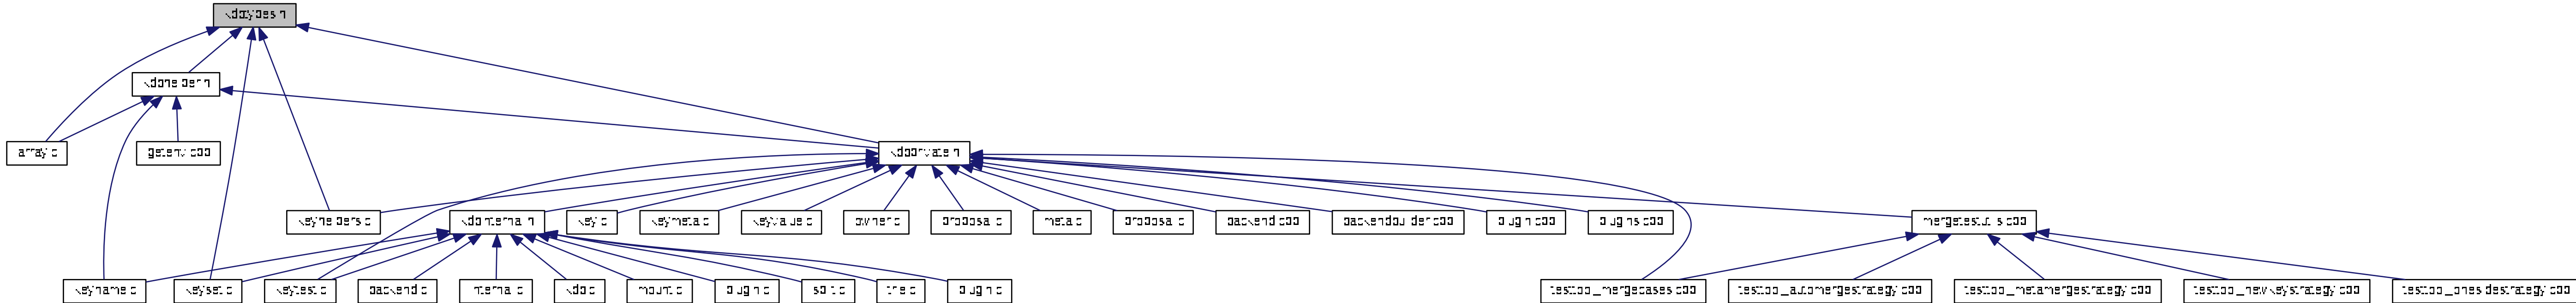 kdbtypes.h
kdbhelper.h
array.c
getenv.cpp
kdbprivate.h
keyhelpers.c
kdbinternal.h
key.c
keymeta.c
keyvalue.c
owner.c
proposal.c
meta.c
proposal.c
backend.cpp
backendbuilder.cpp
plugin.cpp
plugins.cpp
mergetestutils.cpp
keyname.c
keyset.c
keytest.c
backend.c
internal.c
kdb.c
mount.c
plugin.c
split.c
trie.c
plugin.c
testtool_mergecases.cpp
testtool_automergestrategy.cpp
testtool_metamergestrategy.cpp
testtool_newkeystrategy.cpp
testtool_onesidestrategy.cpp